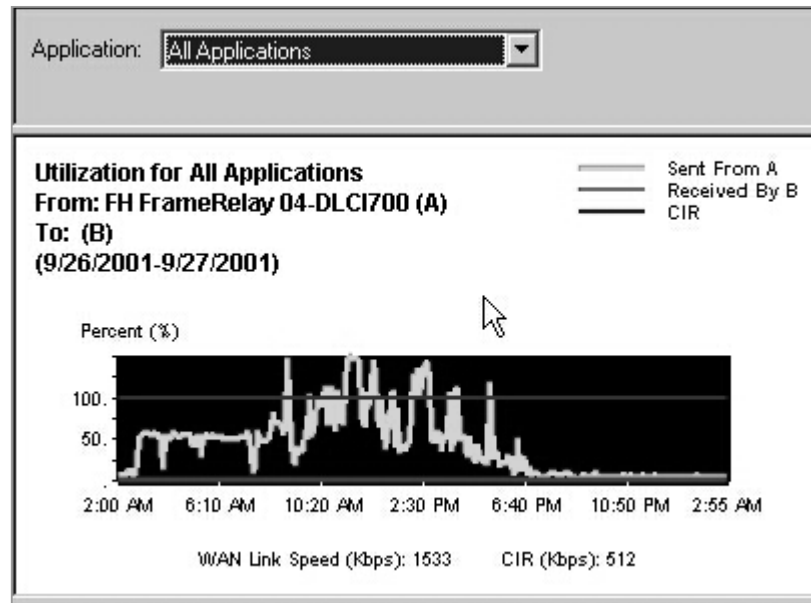 Application: All Applications
Utilization for All Applications
From: FH FrameRelay 04-DLCI700 (A)
To: (B)
(9/26/2001-9/27/2001)
Sent From A
Received By B
CIR
Percent (%)
100.
50.
.
2:00 AM 6:10 AM 10:20 AM 2:30 PM 6:40 PM 10:50 PM 2:55 AM
WAN Link Speed (Kbps): 1533 CIR (Kbps): 512